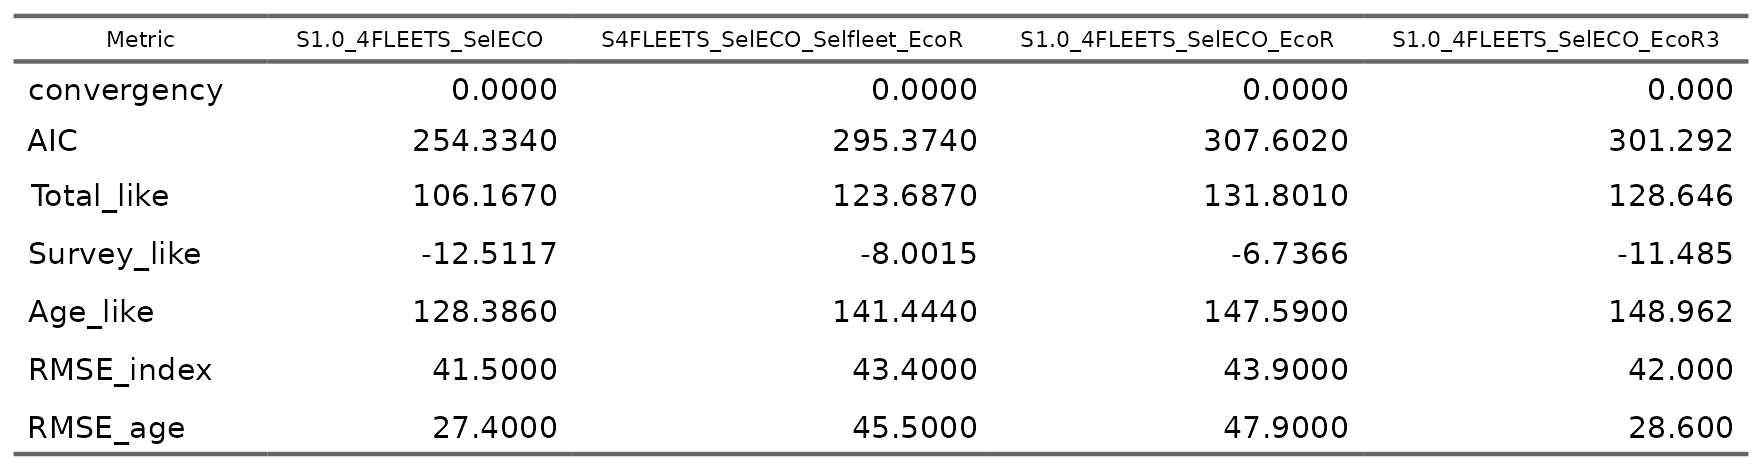 Metric S1.0_4FLEETS_SelECO S4FLEETS_SelECO_Selfleet_EcoR S1.0_4FLEETS_SelECO_EcoR S1.0_4FLEETS_SelECO_EcoR3
convergency 0.0000 0.0000 0.0000 0.000
AIC 254.3340 295.3740 307.6020 301.292
Total_like 106.1670 123.6870 131.8010 128.646
Survey_like -12.5117 -8.0015 -6.7366 -11.485
Age_like 128.3860 141.4440 147.5900 148.962
RMSE_index 41.5000 43.4000 43.9000 42.000
RMSE_age 27.4000 45.5000 47.9000 28.600